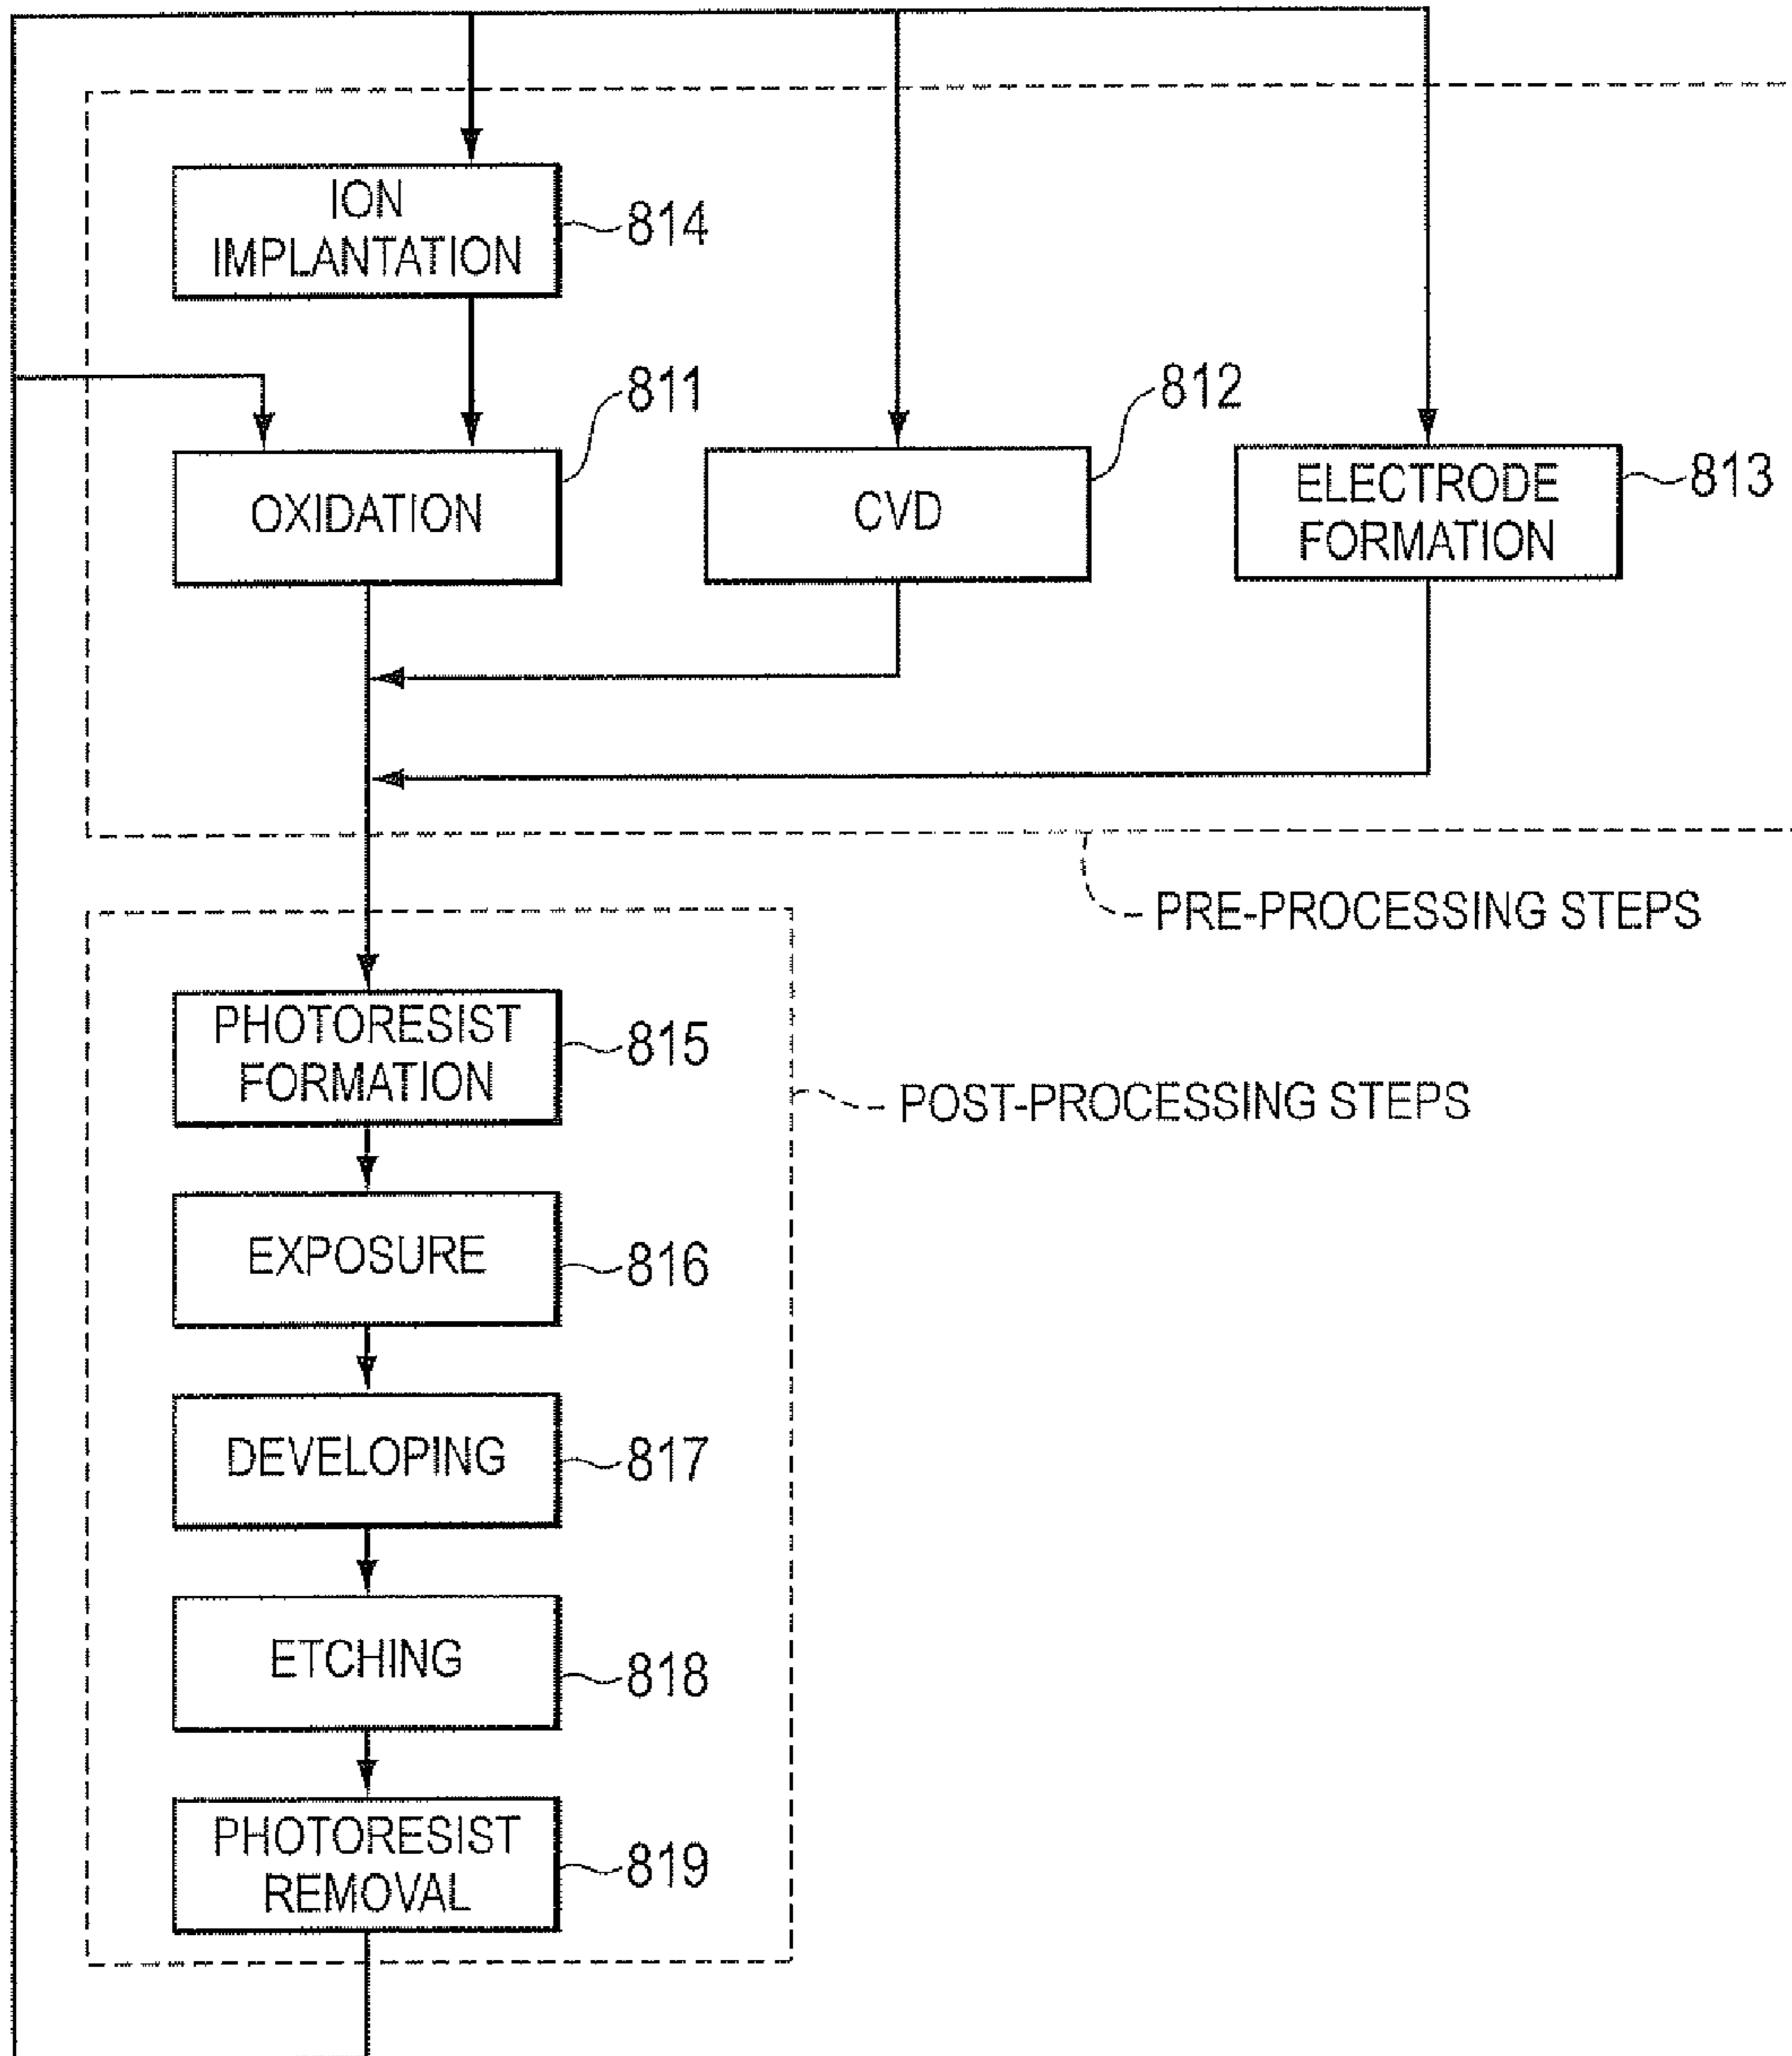 ION
IMPLANTATION
814
811
812
OXIDATION
CVD
ELECTRODE
FORMATION
813
PRE-PROCESSING STEPS
PHOTORESIST
FORMATION
815
POST-PROCESSING STEPS
EXPOSURE
816
DEVELOPING
817
ETCHING
818
PHOTORESIST
REMOVAL
819